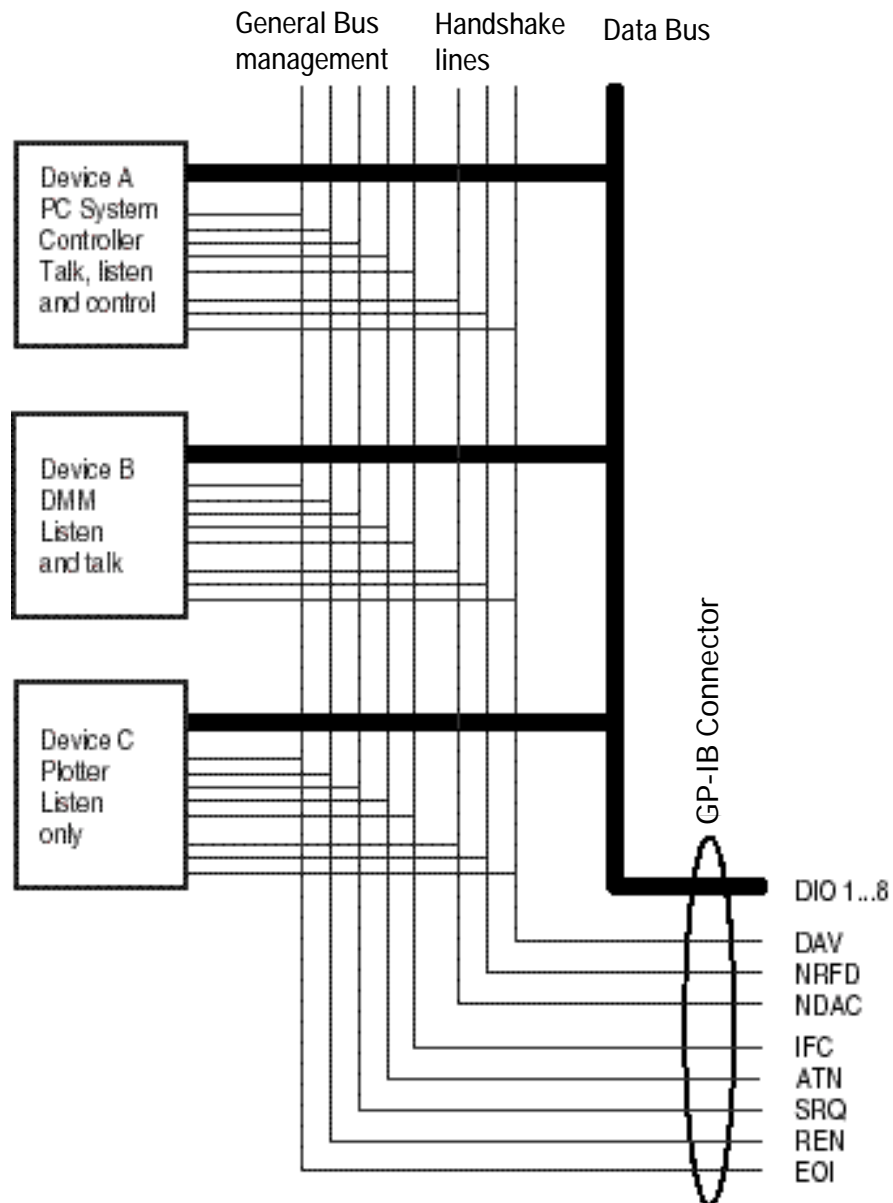 General Bus
management
Handshake
lines
Data Bus
Device A
PC System
Controller
Talk, listen
and control
Device B
DMM
Listen
and talk
Device C
Plotter
Listen
only
GP-IB Connector
DIO 1...8
DAV
NRFD
NDAC
IFC
ATN
SRQ
REN
EOI